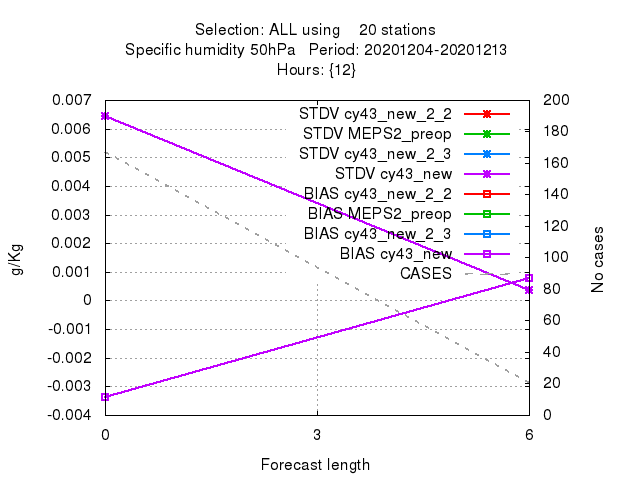 Selection: ALL using 20 stations
Specific humidity 50hPa Period: 20201204-20201213
Hours: {12}
0.007
0.006
0.005
0.004
0.003
0.002
0.001
0
-0.001
-0.002
-0.003
-0.004
g/Kg
STDV cy43_new_2_2
STDV MEPS2_preop
STDV cy43_new_2_3
STDV cy43_new
BIAS cy43_new_2_2
BIAS MEPS2_preop
BIAS cy43_new_2_3
BIAS cy43_new
CASES
200
180
160
140
120
100
80
60
40
20
0
No cases
0 3 6
Forecast length